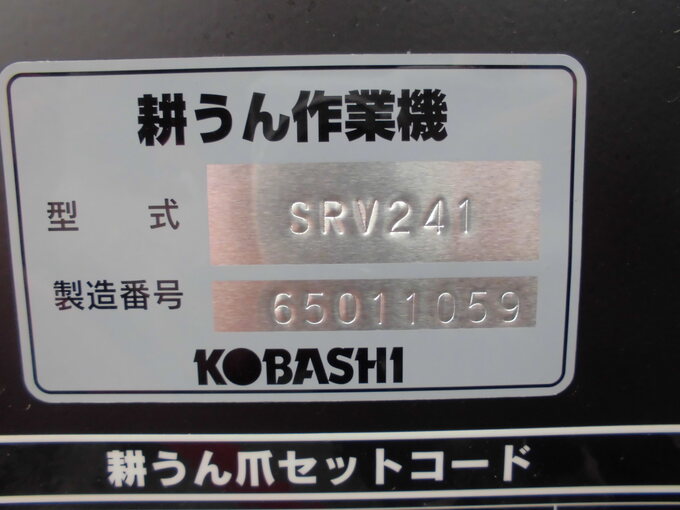 耕うん作業機
型 式 SRV241
製造番号 65011059
KOBASHI
耕うん爪セットコード